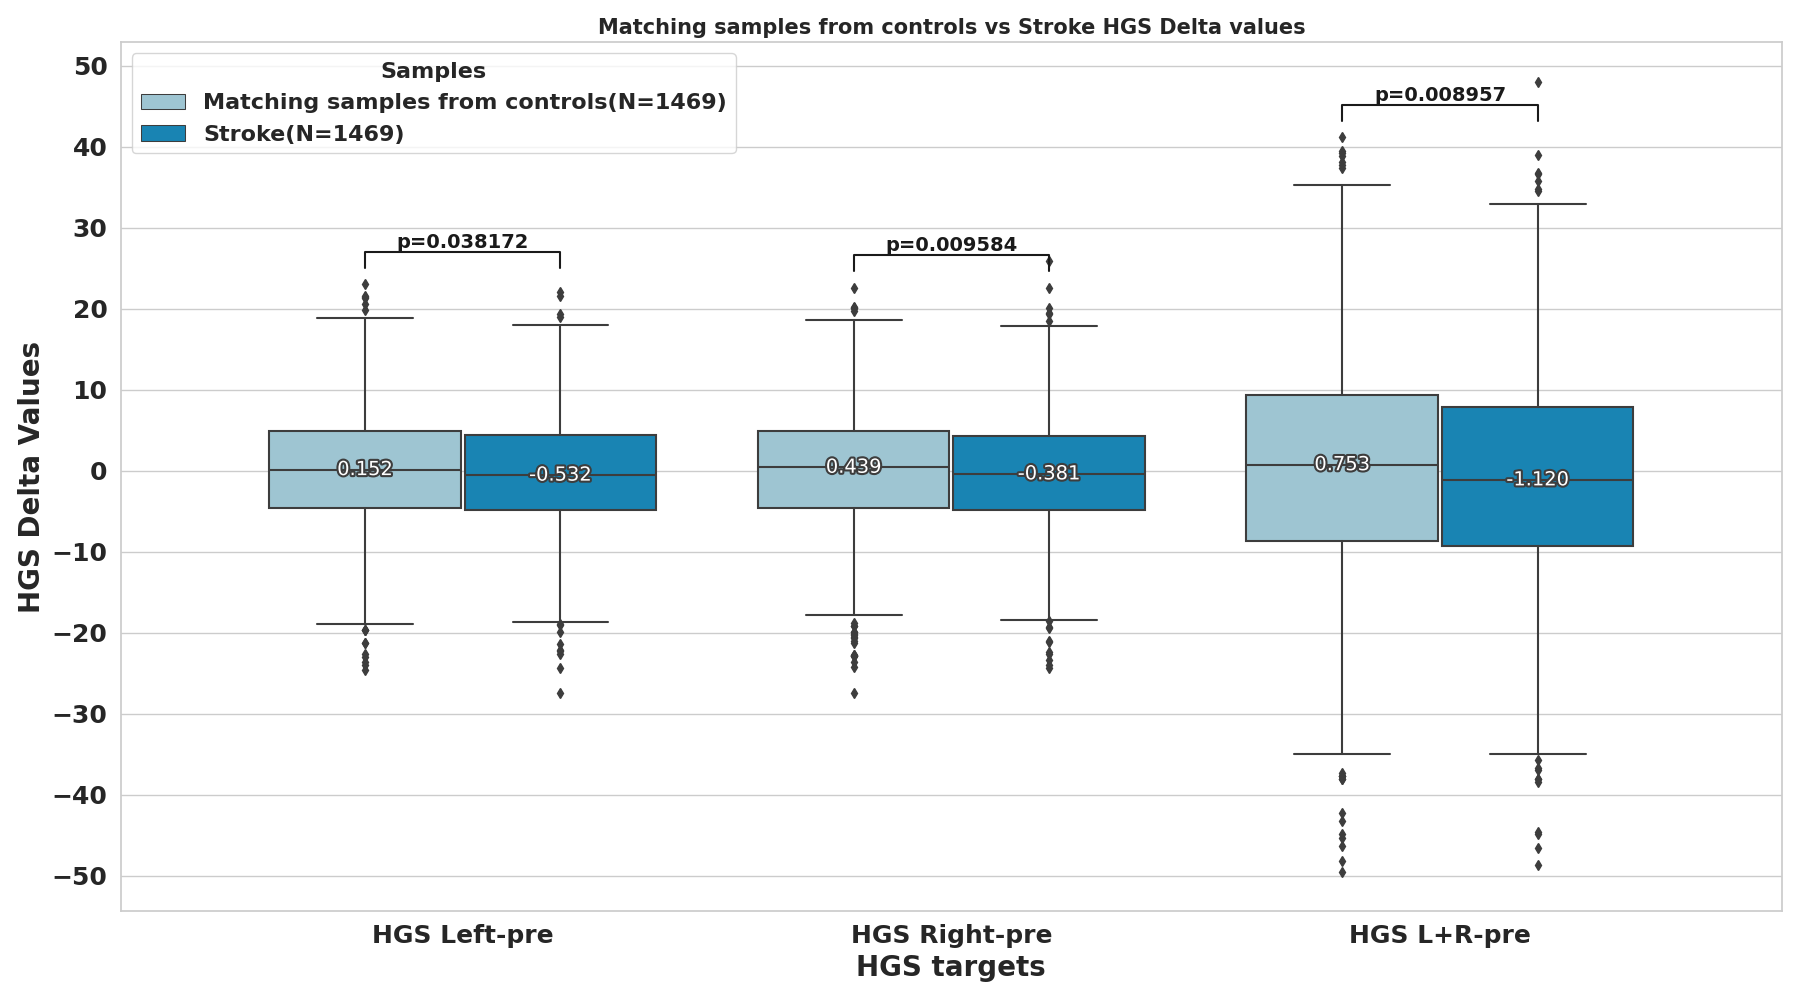 Matching samples from controls vs Stroke HGS Delta values
Samples
Matching samples from controls(N=1469)
Stroke(N=1469)
HGS Delta Values
50
40
30
20
10
0
−10
−20
−30
−40
−50
p=0.038172
p=0.009584
p=0.008957
0.152
-0.532
0.439
-0.381
0.753
-1.120
HGS Left-pre
HGS Right-pre
HGS L+R-pre
HGS targets